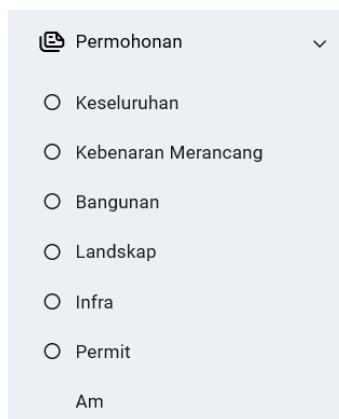 Permohonan
Keseluruhan
Kebenaran Merancang
Bangunan
Landskap
Infra
Permit
Am